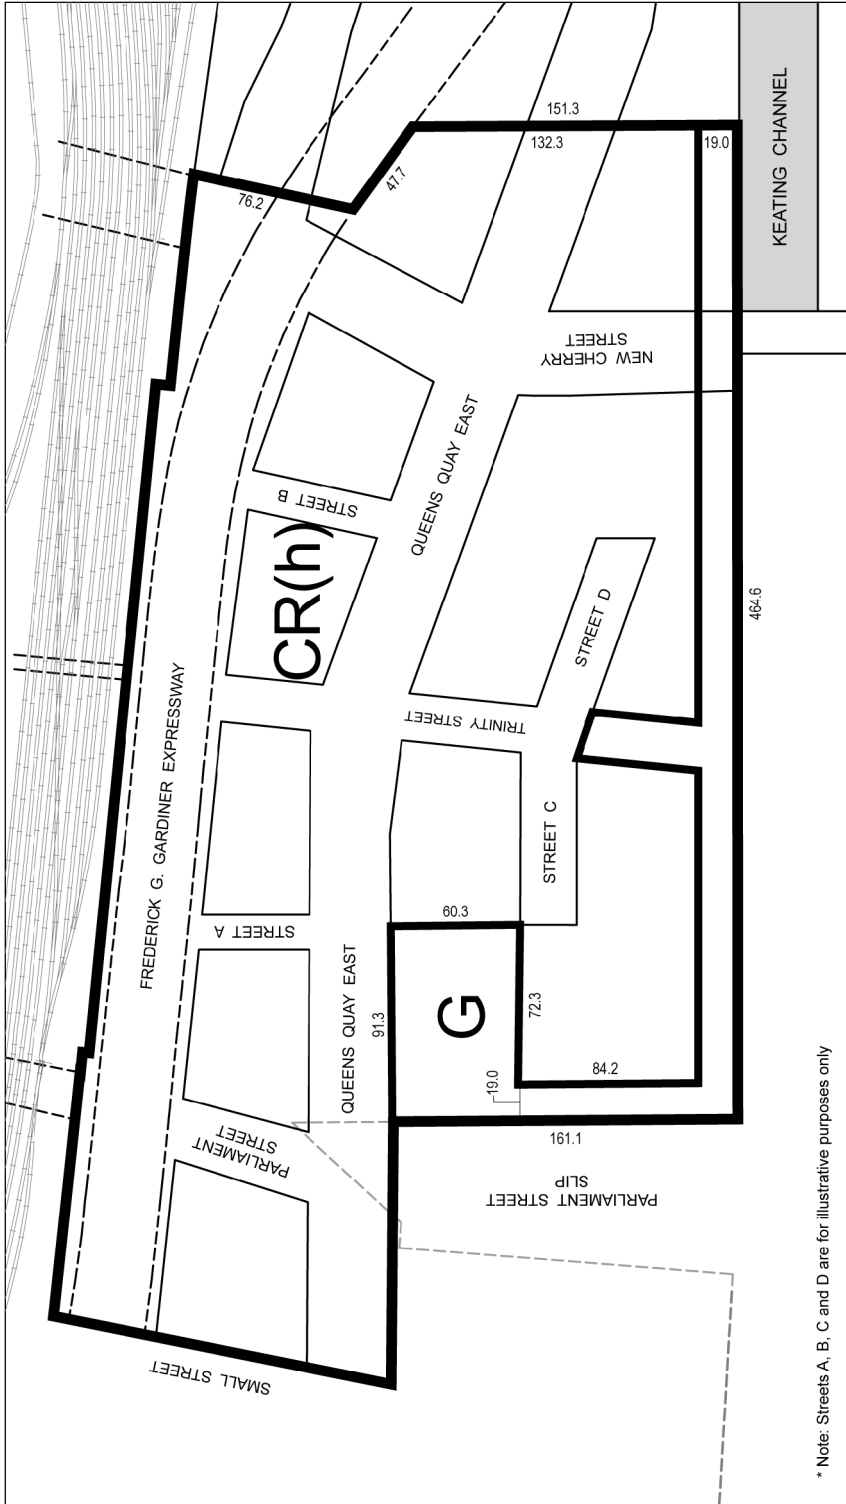 KEATING CHANNEL
151.3
132.3
19.0
47.7
76.2
NEW CHERRY
STREET
QUEENS QUAY EAST
STREET B
CR(h)
464.6
STREET D
TRINITY STREET
FREDERICK G. GARDINER EXPRESSWAY
STREET C
STREET A
60.3
QUEENS QUAY EAST
91.3
G
72.3
19.0
84.2
PARLIAMENT
STREET
161.1
PARLIAMENT STREET
SLIP
SMALL STREET
* Note: Streets A, B, C and D are for illustrative purposes only